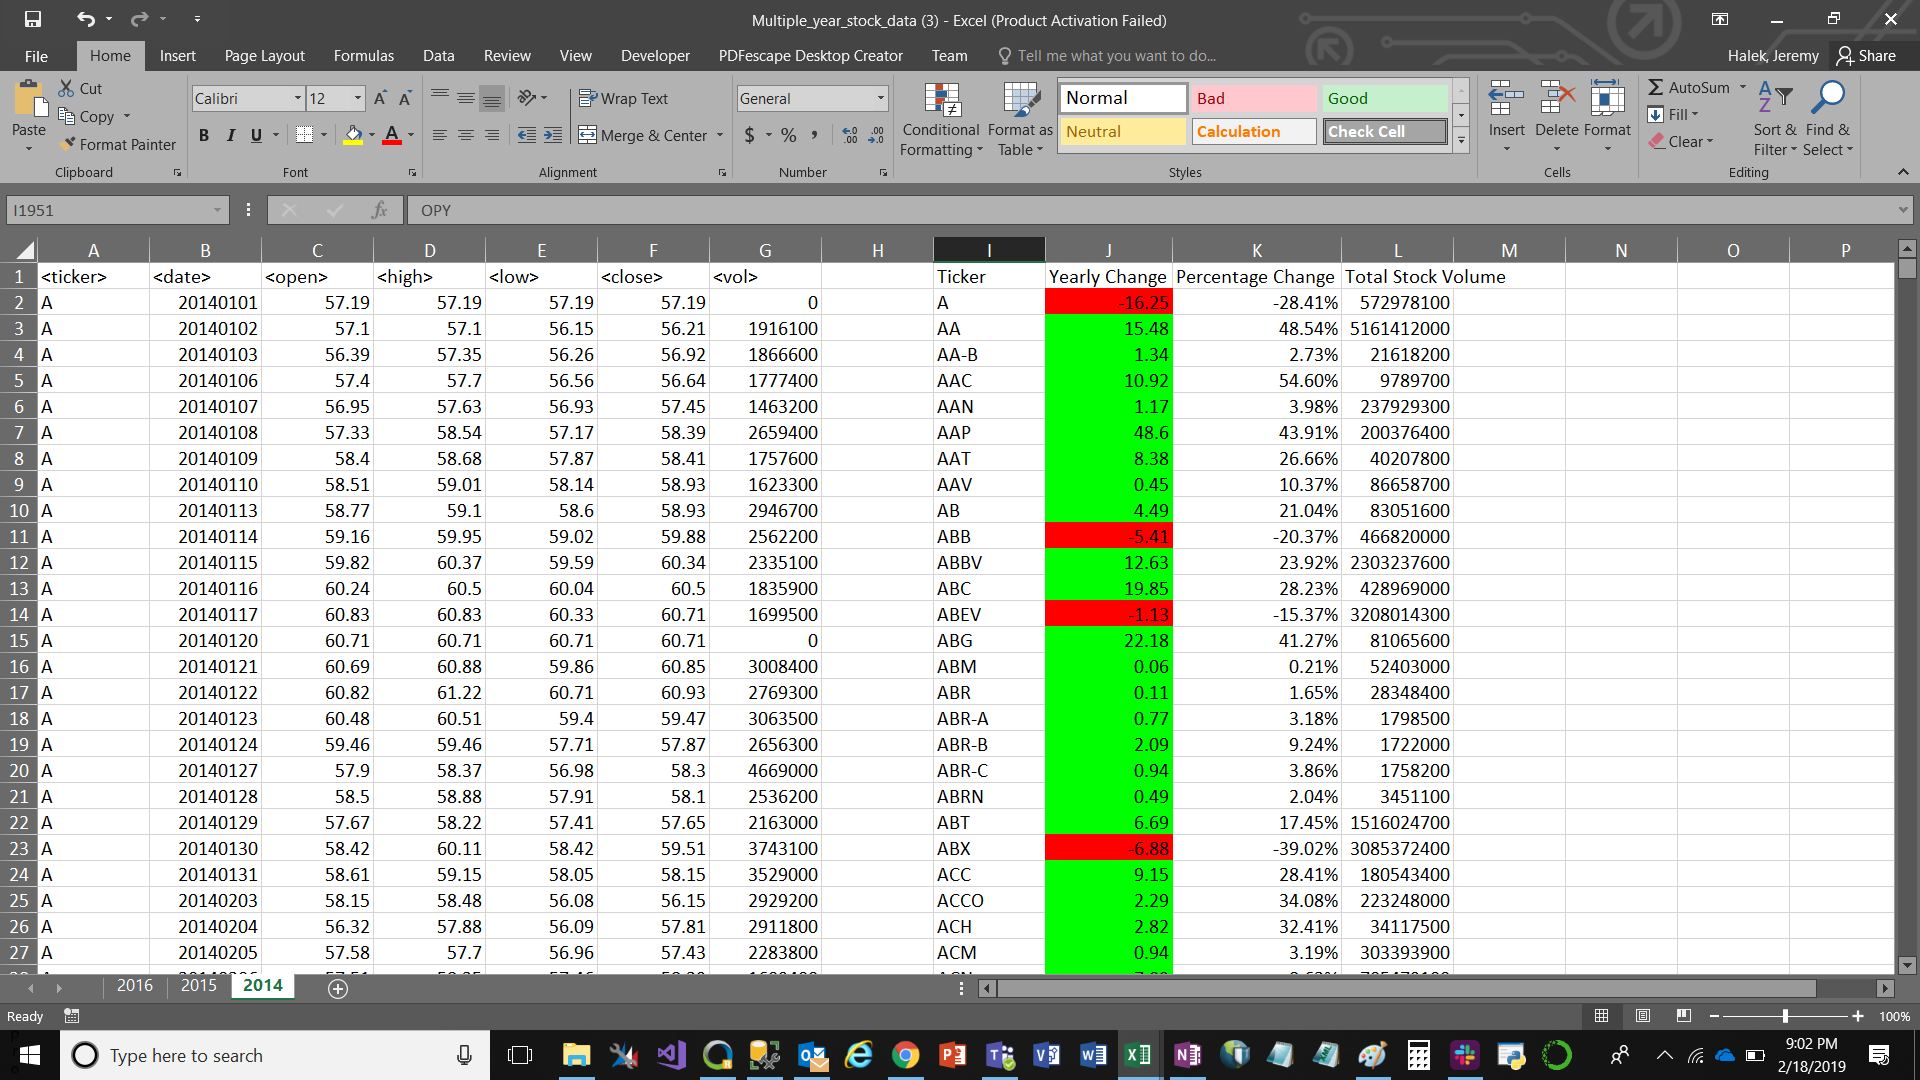 Multiple_year_stock_data (3) - Excel (Product Activation Failed)
File Home Insert Page Layout Formulas Data Review View Developer PDFescape Desktop Creator Team Tell me what you want to do... Halek, Jeremy Share
Paste
Cut
Copy
Format Painter
Clipboard
Calibri 12
B I U
Font
Wrap Text
Merge & Center
Alignment
General
$ % ,
Number
Conditional Formatting
Format as Table
Normal Bad Good
Neutral Calculation Check Cell
Styles
Insert Delete Format
Cells
AutoSum
Fill
Clear
Sort & Filter
Find & Select
Editing
I1951 fx OPY
A B C D E F G H I J K L M N O P
1 <ticker> <date> <open> <high> <low> <close> <vol> Ticker Yearly Change Percentage Change Total Stock Volume
2 A 20140101 57.19 57.19 57.19 57.19 0 A -16.25 -28.41% 572978100
3 A 20140102 57.1 57.1 56.15 56.21 1916100 AA 15.48 48.54% 5161412000
4 A 20140103 56.39 57.35 56.26 56.92 1866600 AA-B 1.34 2.73% 21618200
5 A 20140106 57.4 57.7 56.56 56.64 1777400 AAC 10.92 54.60% 9789700
6 A 20140107 56.95 57.63 56.93 57.45 1463200 AAN 1.17 3.98% 237929300
7 A 20140108 57.33 58.54 57.17 58.39 2659400 AAP 48.6 43.91% 200376400
8 A 20140109 58.4 58.68 57.87 58.41 1757600 AAT 8.38 26.66% 40207800
9 A 20140110 58.51 59.01 58.14 58.93 1623300 AAV 0.45 10.37% 86658700
10 A 20140113 58.77 59.1 58.6 58.93 2946700 AB 4.49 21.04% 83051600
11 A 20140114 59.16 59.95 59.02 59.88 2562200 ABB -5.41 -20.37% 466820000
12 A 20140115 59.82 60.37 59.59 60.34 2335100 ABBV 12.63 23.92% 2303237600
13 A 20140116 60.24 60.5 60.04 60.5 1835900 ABC 19.85 28.23% 428969000
14 A 20140117 60.83 60.83 60.33 60.71 1699500 ABEV -1.13 -15.37% 3208014300
15 A 20140120 60.71 60.71 60.71 60.71 0 ABG 22.18 41.27% 81065600
16 A 20140121 60.69 60.88 59.86 60.85 3008400 ABM 0.06 0.21% 52403000
17 A 20140122 60.82 61.22 60.71 60.93 2769300 ABR 0.11 1.65% 28348400
18 A 20140123 60.48 60.51 59.4 59.47 3063500 ABR-A 0.77 3.18% 1798500
19 A 20140124 59.46 59.46 57.71 57.87 2656300 ABR-B 2.09 9.24% 1722000
20 A 20140127 57.9 58.37 56.98 58.3 4669000 ABR-C 0.94 3.86% 1758200
21 A 20140128 58.5 58.88 57.91 58.1 2536200 ABRN 0.49 2.04% 3451100
22 A 20140129 57.67 58.22 57.41 57.65 2163000 ABT 6.69 17.45% 1516024700
23 A 20140130 58.42 60.11 58.42 59.51 3743100 ABX -6.88 -39.02% 3085372400
24 A 20140131 58.61 59.15 58.05 58.15 3529000 ACC 9.15 28.41% 180543400
25 A 20140203 58.15 58.48 56.08 56.15 2929200 ACCO 2.29 34.08% 223248000
26 A 20140204 56.32 57.88 56.09 57.81 2911800 ACH 2.82 32.41% 34117500
27 A 20140205 57.58 57.7 56.96 57.43 2283800 ACM 0.94 3.19% 303393900
2016 2015 2014
Ready 100%
Type here to search
9:02 PM
2/18/2019